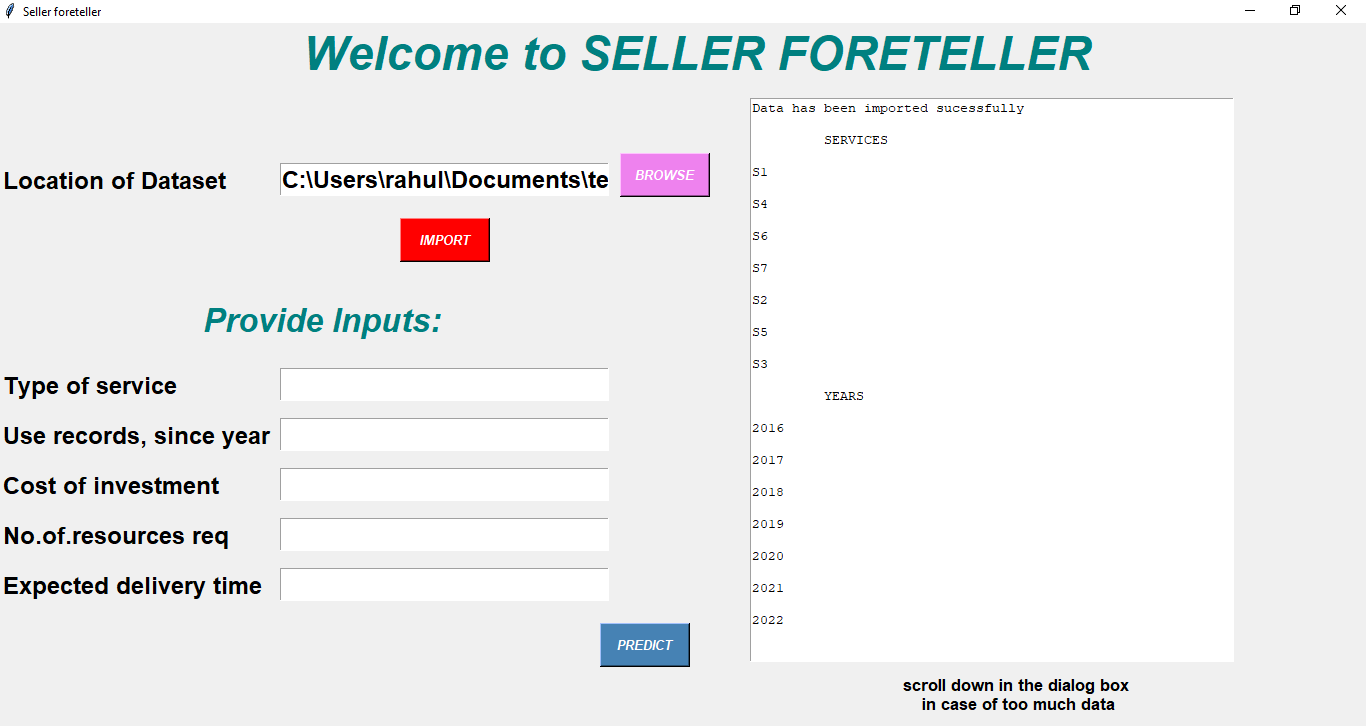 Seller foreteller
Welcome to SELLER FORETELLER
Location of Dataset
C:\Users\rahul\Documents\te
BROWSE
IMPORT
Provide Inputs:
Type of service
Use records, since year
Cost of investment
No.of.resources req
Expected delivery time
PREDICT
Data has been imported sucessfully
SERVICES
S1
S4
S6
S7
S2
S5
S3
YEARS
2016
2017
2018
2019
2020
2021
2022
scroll down in the dialog box
in case of too much data